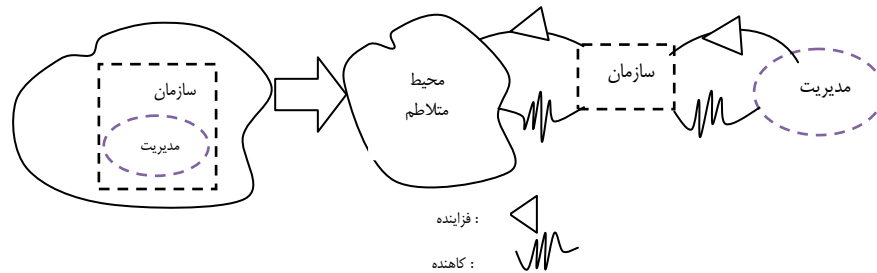 سازمان
مدیریت
محیط
متلاطم
سازمان
مدیریت
: فزاینده
: کاهنده